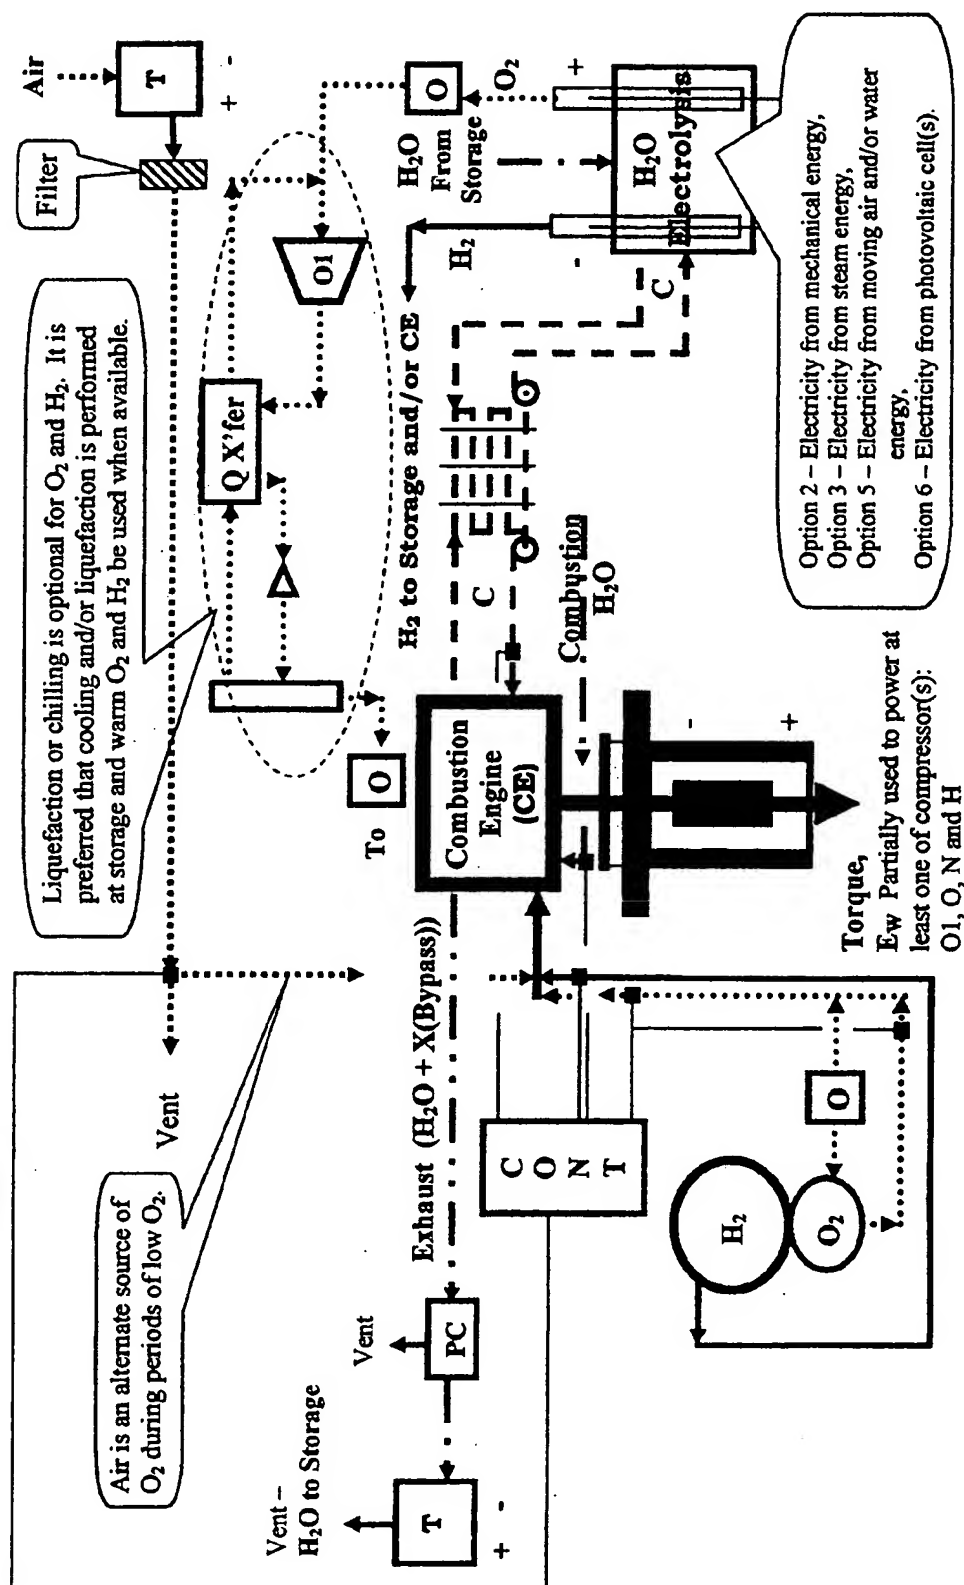 Air
T
- +
Filter
Liquefaction or chilling is optional for O₂ and H₂. It is
preferred that cooling and/or liquefaction is performed
at storage and warm O₂ and H₂ be used when available.
Air is an alternate source of
O₂ during periods of low O₂.
Vent
Q X'fer
O1
O
O₂
H₂O
From
Storage
+
-
H₂
H₂O
Electrolysis
H₂ to Storage and/or CE
C
C
To
O
Combustion
Engine
(CE)
Combustion
H₂O
Exhaust (H₂O + X(Bypass))
PC
Vent
T
+ -
Vent –
H₂O to Storage
C
O
N
T
H₂
O₂
O
-
+
Torque,
Ew Partially used to power at
least one of compressor(s):
O1, O, N and H
Option 2 – Electricity from mechanical energy,
Option 3 – Electricity from steam energy,
Option 5 – Electricity from moving air and/or water
energy,
Option 6 – Electricity from photovoltaic cell(s).